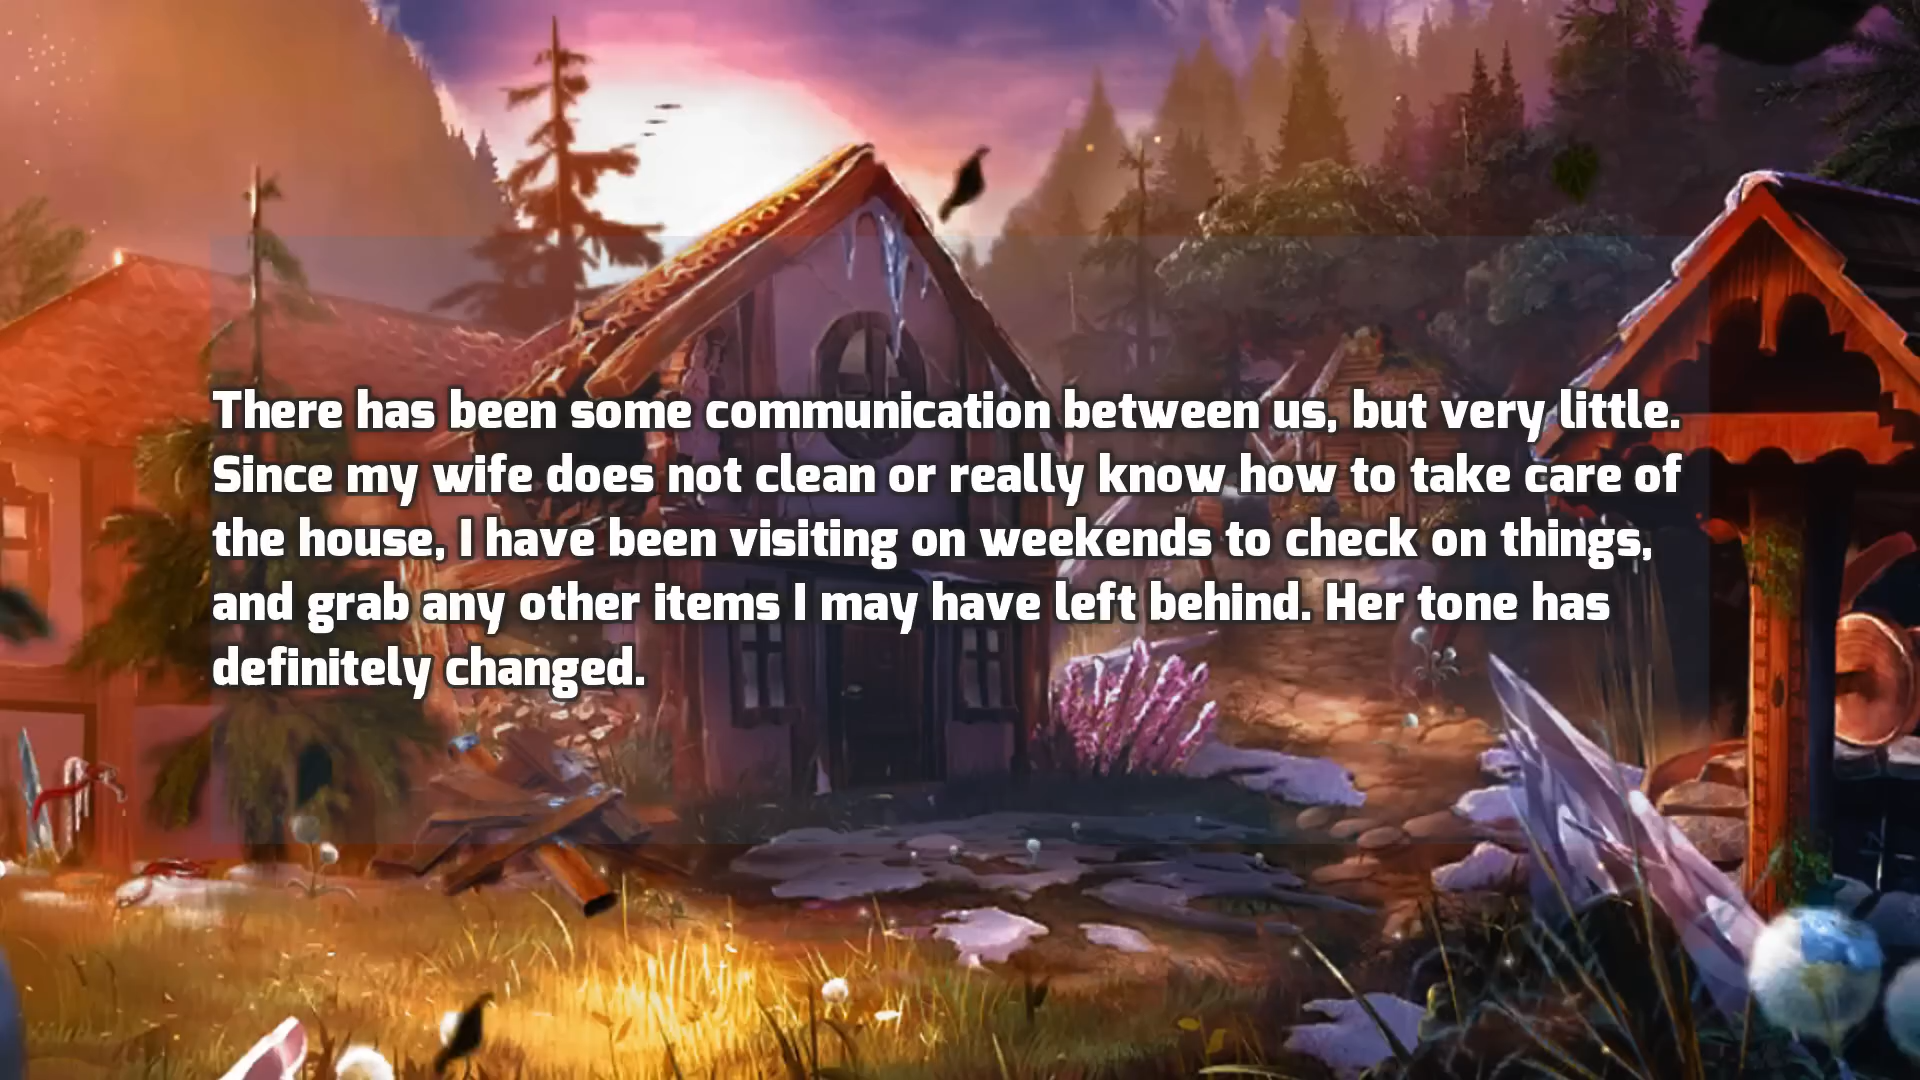 There has been some communication between us, but very little.
Since my wife does not clean or really know how to take care of
the house, I have been visiting on weekends to check on things,
and grab any other items I may have left behind. Her tone has
definitely changed.